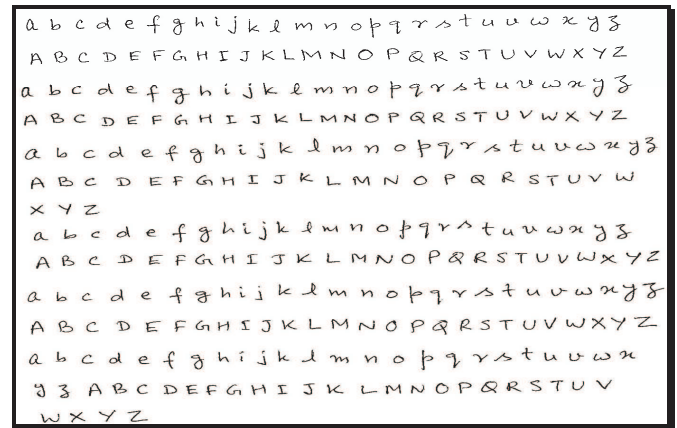 a b c d e f g h i j k l m n o p q r s t u v w x y z
A B C D E F G H I J K L M N O P Q R S T U V W X Y Z
a b c d e f g h i j k l m n o p q r s t u v w x y z
A B C D E F G H I J K L M N O P Q R S T U V W X Y Z
a b c d e f g h i j k l m n o p q r s t u v w x y z
A B C D E F G H I J K L M N O P Q R S T U V W
X Y Z
a b c d e f g h i j k l m n o p q r s t u v w x y z
A B C D E F G H I J K L M N O P Q R S T U V W X Y Z
a b c d e f g h i j k l m n o p q r s t u v w x y z
A B C D E F G H I J K L M N O P Q R S T U V W X Y Z
a b c d e f g h i j k l m n o p q r s t u v w x
y z A B C D E F G H I J K L M N O P Q R S T U V
W X Y Z